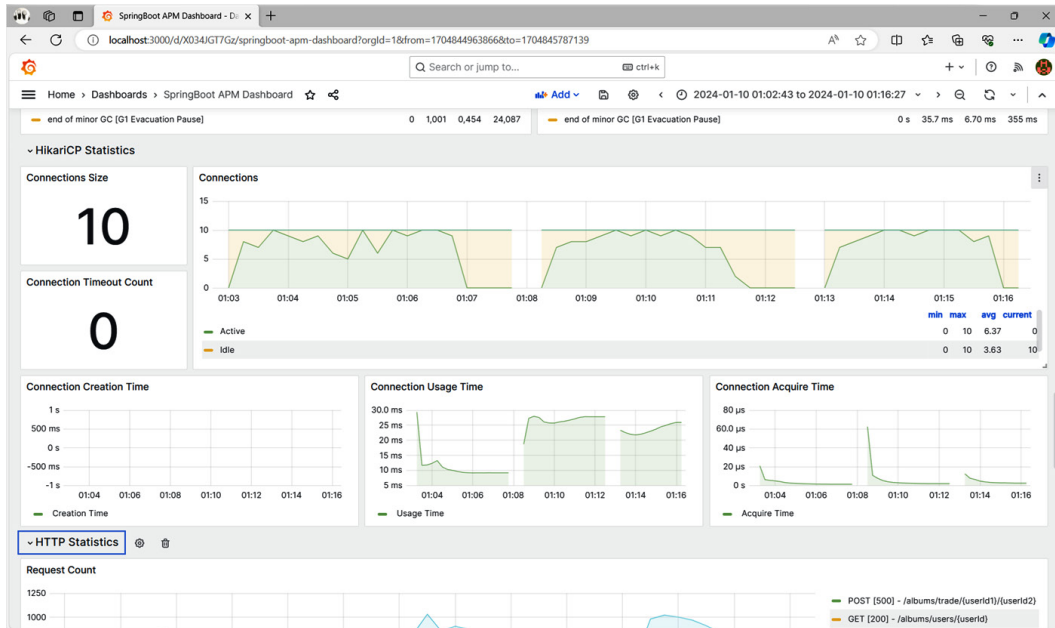 SpringBoot APM Dashboard - Da
localhost:3000/d/X034JGT7Gz/springboot-apm-dashboard?orgId=1&from=1704844963866&to=1704845787139
Search or jump to... ctrl+k
Home › Dashboards › SpringBoot APM Dashboard Add 2024-01-10 01:02:43 to 2024-01-10 01:16:27
end of minor GC [G1 Evacuation Pause] 0 1,001 0,454 24,087
end of minor GC [G1 Evacuation Pause] 0 s 35.7 ms 6.70 ms 355 ms
HikariCP Statistics
Connections Size
10
Connection Timeout Count
0
Connections
15
10
5
0
01:03 01:04 01:05 01:06 01:07 01:08 01:09 01:10 01:11 01:12 01:13 01:14 01:15 01:16
min max avg current
Active 0 10 6.37 0
Idle 0 10 3.63 10
Connection Creation Time
1 s
500 ms
0 s
-500 ms
-1 s
01:04 01:06 01:08 01:10 01:12 01:14 01:16
Creation Time
Connection Usage Time
30.0 ms
25 ms
20 ms
15 ms
10 ms
5 ms
01:04 01:06 01:08 01:10 01:12 01:14 01:16
Usage Time
Connection Acquire Time
80 µs
60.0 µs
40 µs
20 µs
0 s
01:04 01:06 01:08 01:10 01:12 01:14 01:16
Acquire Time
HTTP Statistics
Request Count
1250
1000
POST [500] - /albums/trade/{userId1}/{userId2}
GET [200] - /albums/users/{userId}